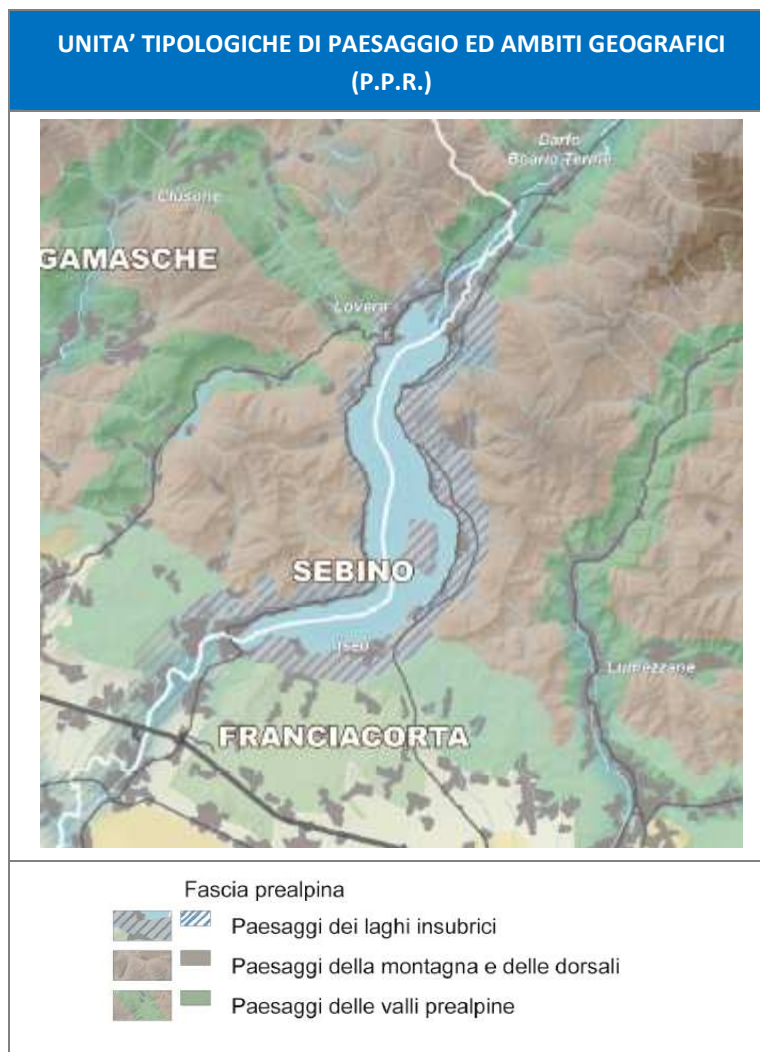 UNITA’ TIPOLOGICHE DI PAESAGGIO ED AMBITI GEOGRAFICI
(P.P.R.)
Darfo
Boario Terme
Clusone
GAMASCHE
Lovere
SEBINO
Iseo
Lumezzane
FRANCIACORTA
Fascia prealpina
Paesaggi dei laghi insubrici
Paesaggi della montagna e delle dorsali
Paesaggi delle valli prealpine